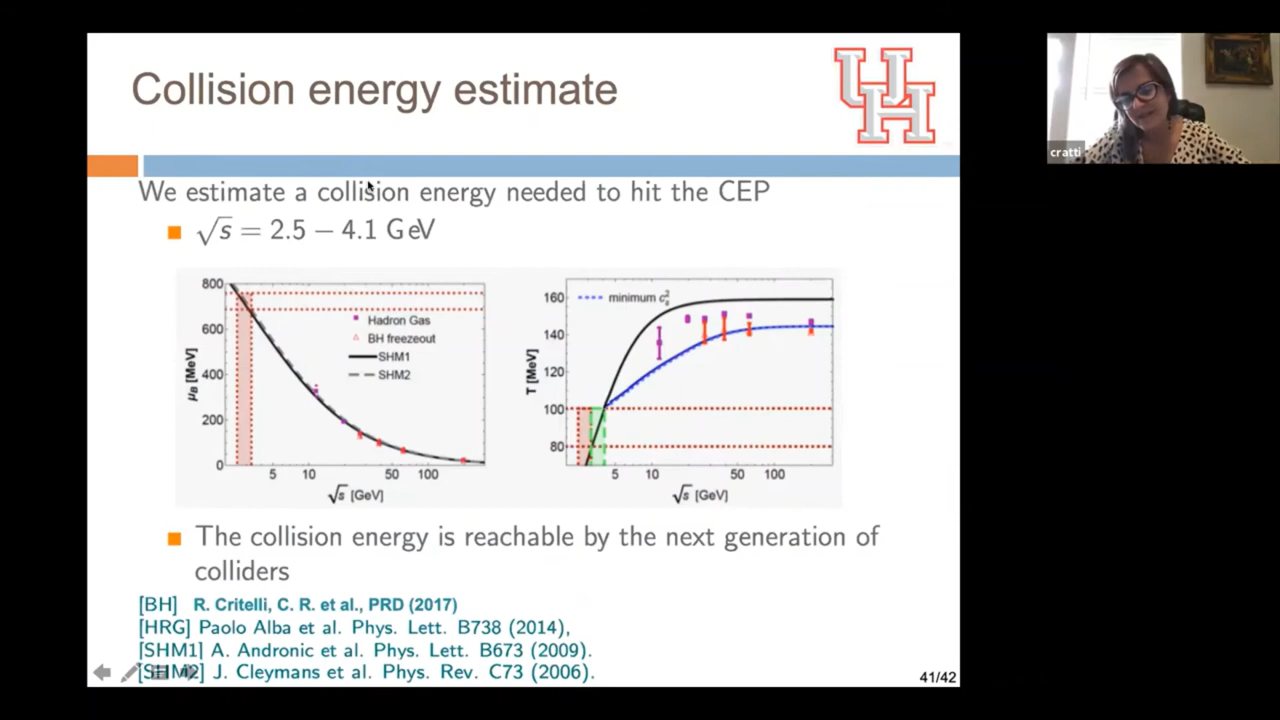 Collision energy estimate
UH
cratti
We estimate a collision energy needed to hit the CEP
√s = 2.5 − 4.1 GeV
800
600
400
200
0
μB [MeV]
Hadron Gas
BH freezeout
SHM1
SHM2
5 10 50 100
√s [GeV]
160
140
120
100
80
T [MeV]
minimum c_s^2
5 10 50 100
√s [GeV]
The collision energy is reachable by the next generation of
colliders
[BH] R. Critelli, C. R. et al., PRD (2017)
[HRG] Paolo Alba et al. Phys. Lett. B738 (2014),
[SHM1] A. Andronic et al. Phys. Lett. B673 (2009).
[SHM2] J. Cleymans et al. Phys. Rev. C73 (2006).
41/42